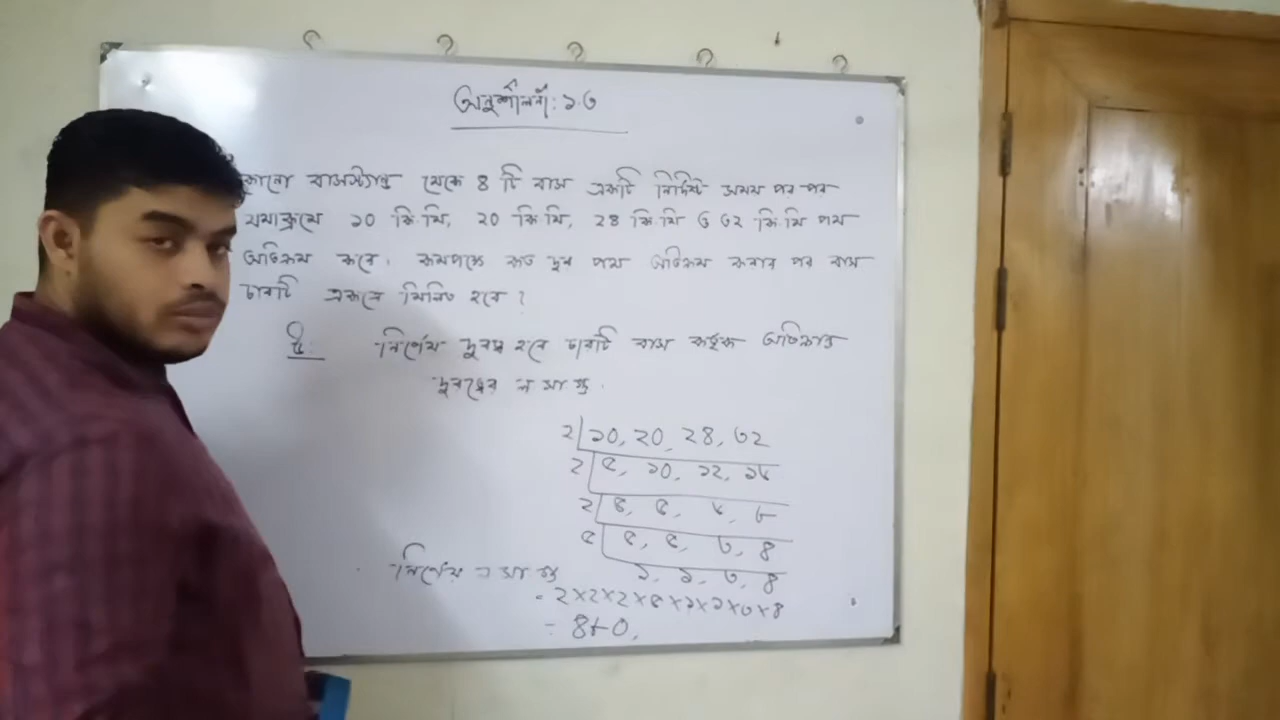 অনুশীলনী: ১.৩
কোনো বাসস্ট্যান্ড থেকে ৪ টি বাস একটি নির্দিষ্ট সময় পর পর
যথাক্রমে ১০ কি.মি, ২০ কি.মি, ২৪ কি.মি ও ৩২ কি.মি পথ
অতিক্রম করে। কমপক্ষে কত দূর পথ অতিক্রম করার পর বাস
চারটি একত্রে মিলিত হবে?
নির্ণেয় দূরত্ব হবে চারটি বাস কর্তৃক অতিক্রান্ত
দূরত্বের ল সা গু.
২ | ১০, ২০, ২৪, ৩২
২ | ৫, ১০, ১২, ১৬
২ | ৫, ৫, ৬, ৮
৫ | ৫, ৫, ৩, ৪
১, ১, ৩, ৪
নির্ণেয় ল সা গু
= ২×২×২×৫×১×১×৩×৪
= ৪৮০,